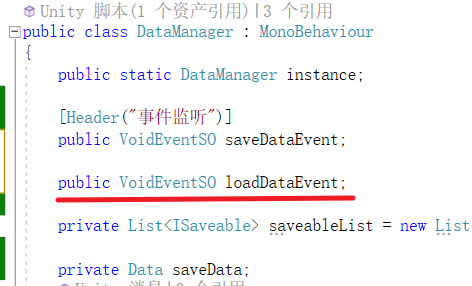 Unity 脚本(1 个资产引用)|3 个引用
public class DataManager : MonoBehaviour
{
public static DataManager instance;
[Header("事件监听")]
public VoidEventSO saveDataEvent;
public VoidEventSO loadDataEvent;
private List<ISaveable> saveableList = new List
private Data saveData;